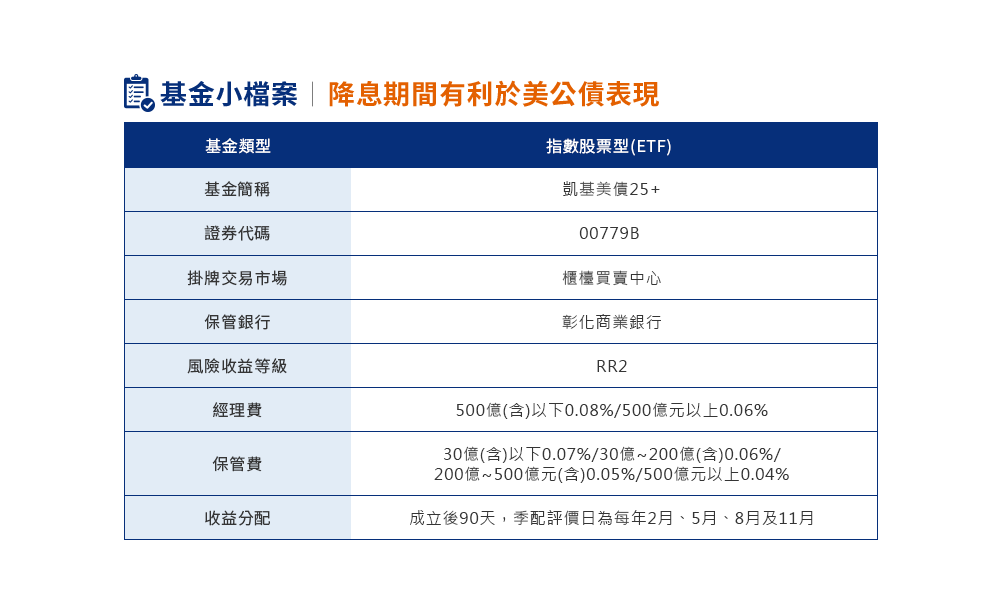 基金小檔案｜降息期間有利於美公債表現
基金類型 指數股票型(ETF)
基金簡稱 凱基美債25+
證券代碼 00779B
掛牌交易市場 櫃檯買賣中心
保管銀行 彰化商業銀行
風險收益等級 RR2
經理費 500億(含)以下0.08%/500億元以上0.06%
保管費 30億(含)以下0.07%/30億~200億(含)0.06%/
200億~500億元(含)0.05%/500億元以上0.04%
收益分配 成立後90天，季配評價日為每年2月、5月、8月及11月